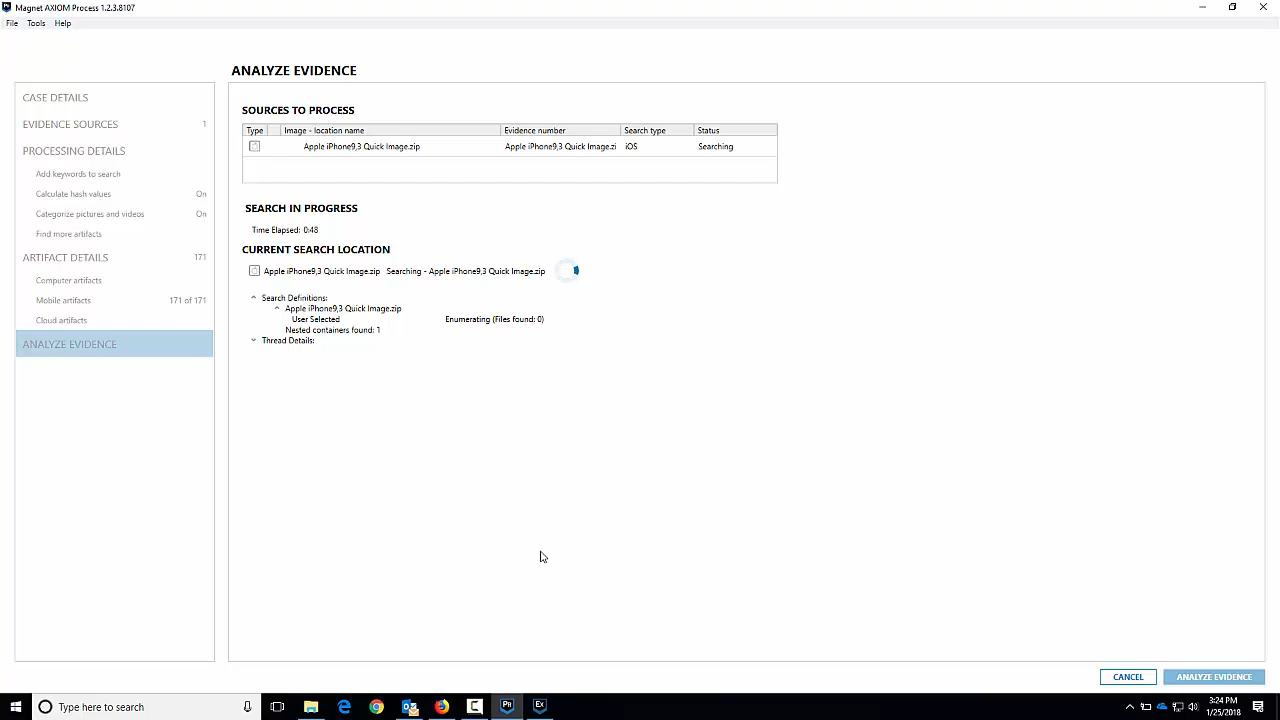 Magnet AXIOM Process 1.2.3.8107
File Tools Help
ANALYZE EVIDENCE
CASE DETAILS
EVIDENCE SOURCES 1
PROCESSING DETAILS
Add keywords to search
Calculate hash values On
Categorize pictures and videos On
Find more artifacts
ARTIFACT DETAILS 171
Computer artifacts
Mobile artifacts 171 of 171
Cloud artifacts
ANALYZE EVIDENCE
SOURCES TO PROCESS
Type Image - location name Evidence number Search type Status
Apple iPhone9,3 Quick Image.zip Apple iPhone9,3 Quick Image.zi iOS Searching
SEARCH IN PROGRESS
Time Elapsed: 0:48
CURRENT SEARCH LOCATION
Apple iPhone9,3 Quick Image.zip Searching - Apple iPhone9,3 Quick Image.zip
Search Definitions:
Apple iPhone9,3 Quick Image.zip
User Selected Enumerating (Files found: 0)
Nested containers found: 1
Thread Details:
CANCEL ANALYZE EVIDENCE
Type here to search
EX
3:24 PM
1/25/2018